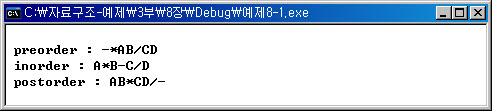 C:₩자료구조-예제₩3부₩8장₩Debug₩예제8-1.exe
preorder : -*AB/CD
inorder : A*B-C/D
postorder : AB*CD/-